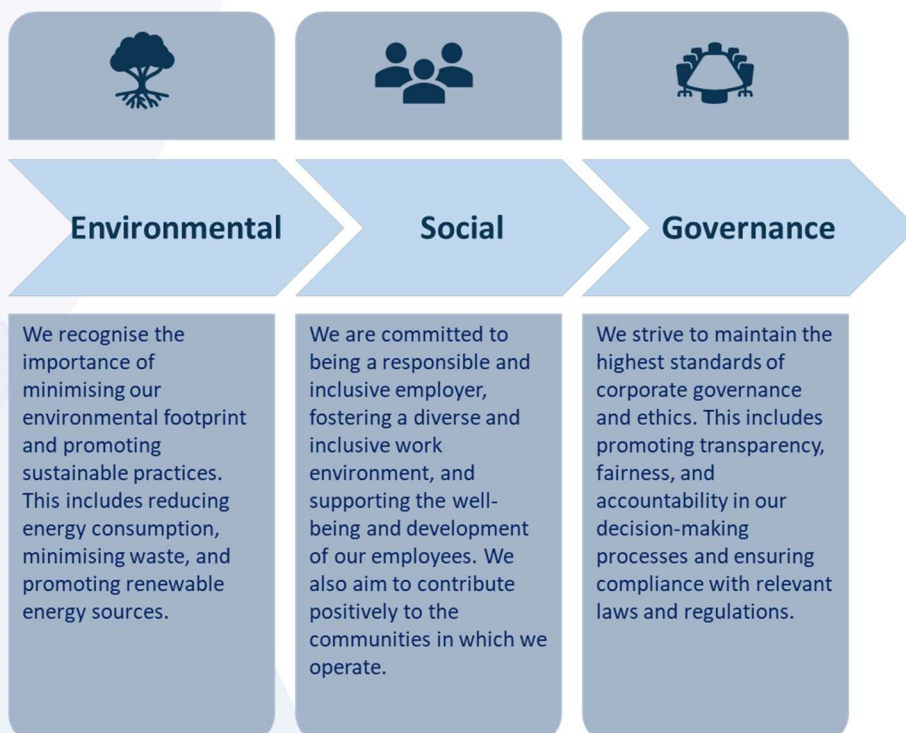 Environmental
Social
Governance
We recognise the
importance of
minimising our
environmental footprint
and promoting
sustainable practices.
This includes reducing
energy consumption,
minimising waste, and
promoting renewable
energy sources.
We are committed to
being a responsible and
inclusive employer,
fostering a diverse and
inclusive work
environment, and
supporting the well-
being and development
of our employees. We
also aim to contribute
positively to the
communities in which we
operate.
We strive to maintain the
highest standards of
corporate governance
and ethics. This includes
promoting transparency,
fairness, and
accountability in our
decision-making
processes and ensuring
compliance with relevant
laws and regulations.